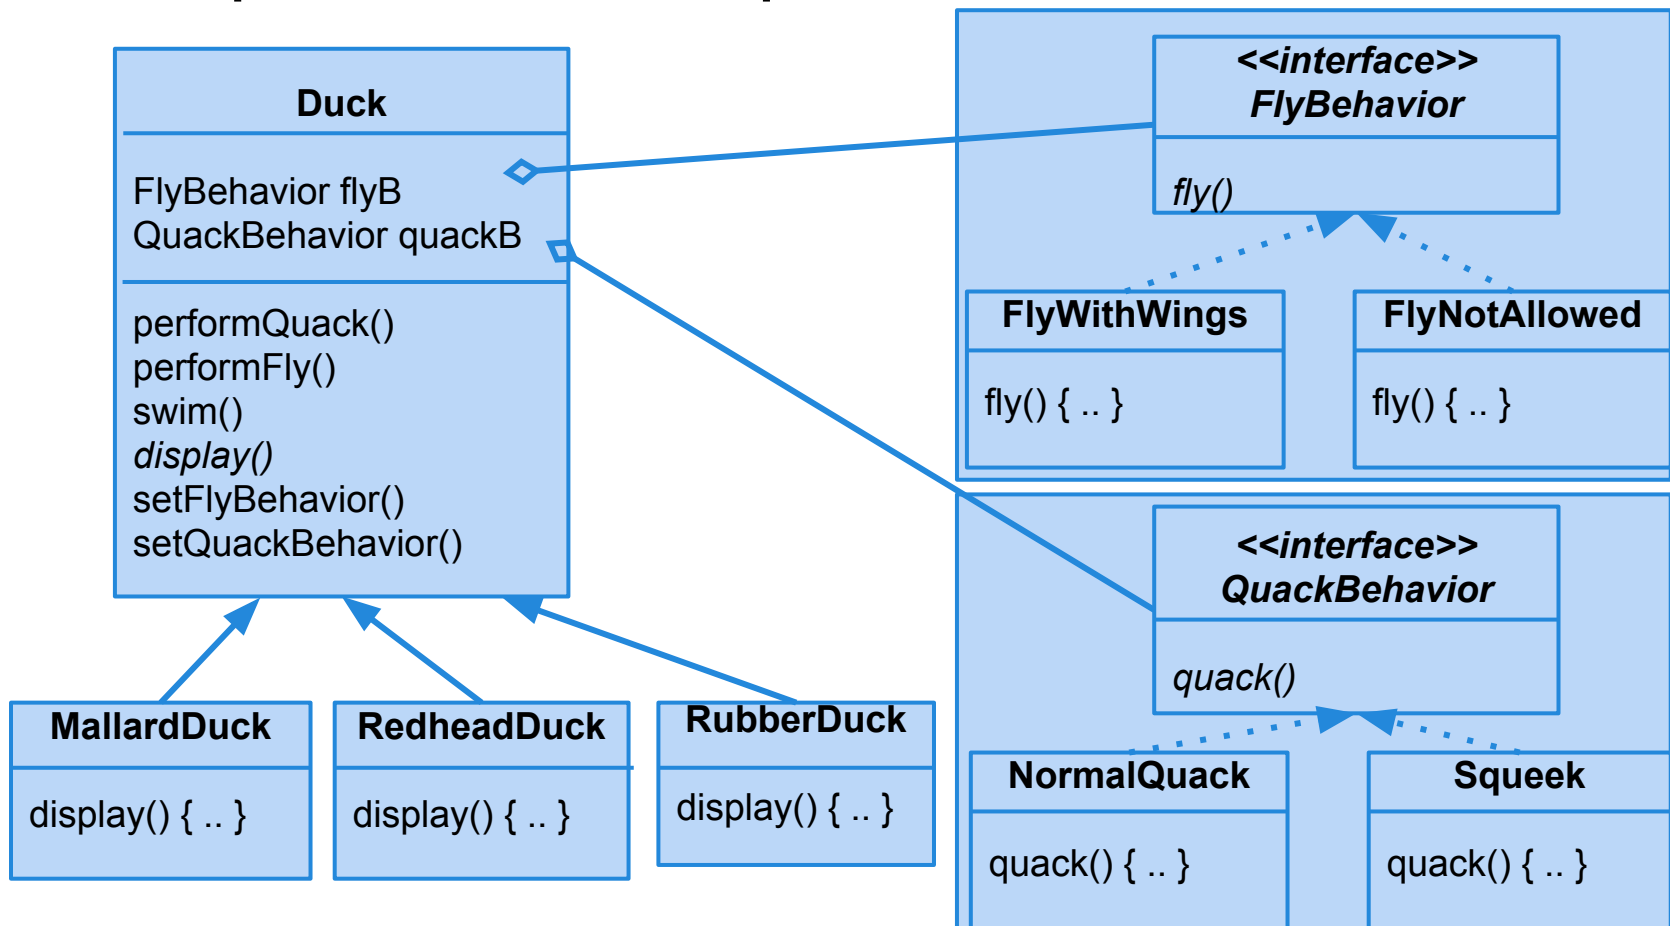 Duck
FlyBehavior flyB
QuackBehavior quackB
performQuack()
performFly()
swim()
display()
setFlyBehavior()
setQuackBehavior()
MallardDuck
display() { .. }
RedheadDuck
display() { .. }
RubberDuck
display() { .. }
<<interface>>
FlyBehavior
fly()
FlyWithWings
fly() { .. }
FlyNotAllowed
fly() { .. }
<<interface>>
QuackBehavior
quack()
NormalQuack
quack() { .. }
Squeek
quack() { .. }